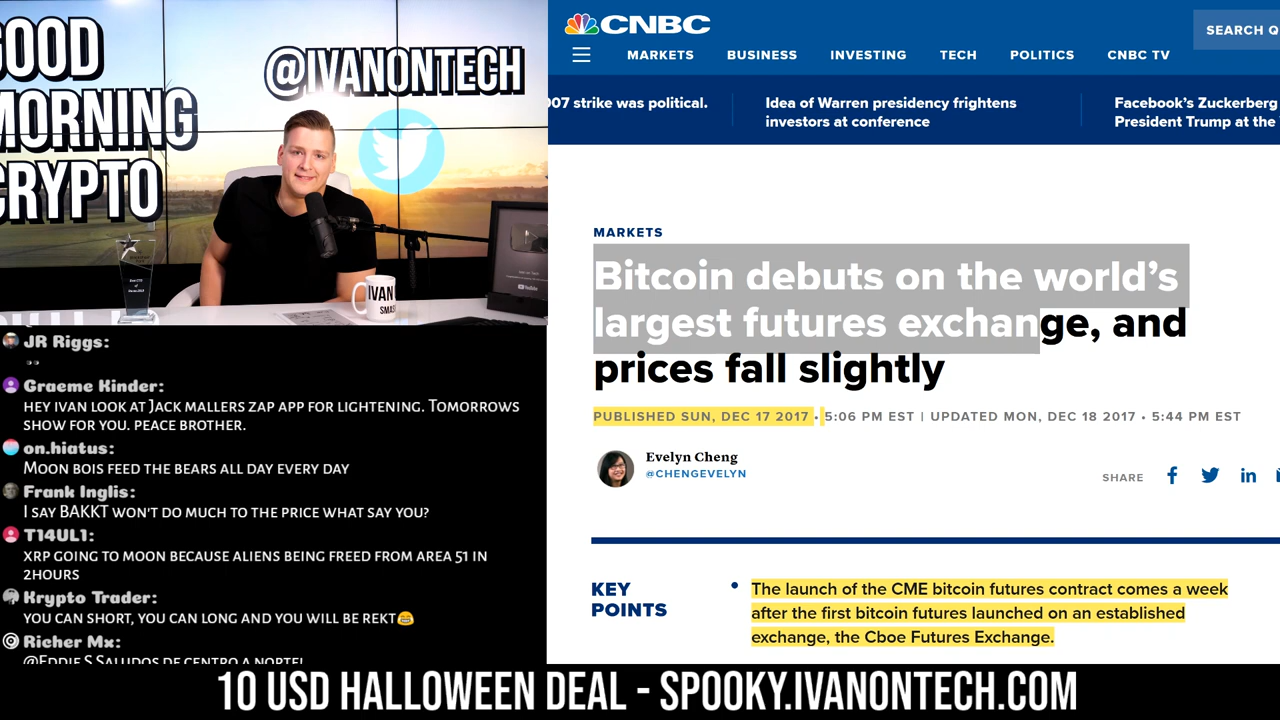 GOOD
MORNING
CRYPTO
@IVANONTECH
IVAN
SMAS
YouTube
JR Riggs:
👀
Graeme Kinder:
HEY IVAN LOOK AT JACK MALLERS ZAP APP FOR LIGHTENING. TOMORROWS
SHOW FOR YOU. PEACE BROTHER.
on.hiatus:
MOON BOIS FEED THE BEARS ALL DAY EVERY DAY
Frank Inglis:
I SAY BAKKT WON'T DO MUCH TO THE PRICE WHAT SAY YOU?
T14UL1:
XRP GOING TO MOON BECAUSE ALIENS BEING FREED FROM AREA 51 IN
2HOURS
Krypto Trader:
YOU CAN SHORT, YOU CAN LONG AND YOU WILL BE REKT😁
Richer Mx:
@EDDIE S SALUDOS DE CENTRO A NORTE!
CNBC
SEARCH Q
MARKETS BUSINESS INVESTING TECH POLITICS CNBC TV
007 strike was political.
Idea of Warren presidency frightens
investors at conference
Facebook's Zuckerberg
President Trump at the
MARKETS
Bitcoin debuts on the world's
largest futures exchange, and
prices fall slightly
PUBLISHED SUN, DEC 17 2017 • 5:06 PM EST | UPDATED MON, DEC 18 2017 • 5:44 PM EST
Evelyn Cheng
@CHENGEVELYN
SHARE
KEY
POINTS
• The launch of the CME bitcoin futures contract comes a week
after the first bitcoin futures launched on an established
exchange, the Cboe Futures Exchange.
10 USD HALLOWEEN DEAL - SPOOKY.IVANONTECH.COM